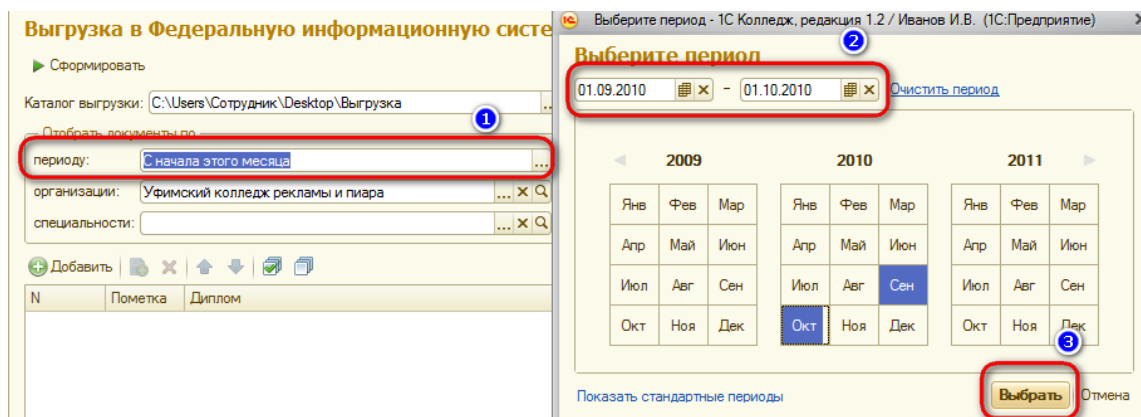 Выгрузка в Федеральную информационную систе
Сформировать
Каталог выгрузки: C:\Users\Сотрудник\Desktop\Выгрузка ...
Отобрать документы по
1
периоду: С начала этого месяца ...
организации: Уфимский колледж рекламы и пиара ...
специальности: ...
Добавить
N Пометка Диплом
Выберите период - 1С Колледж, редакция 1.2 / Иванов И.В. (1С:Предприятие)
2
Выберите период
01.09.2010 - 01.10.2010 Очистить период
2009 2010 2011
Янв Фев Мар Янв Фев Мар Янв Фев Мар
Апр Май Июн Апр Май Июн Апр Май Июн
Июл Авг Сен Июл Авг Сен Июл Авг Сен
Окт Ноя Дек Окт Ноя Дек Окт Ноя Дек
3
Показать стандартные периоды Выбрать Отмена